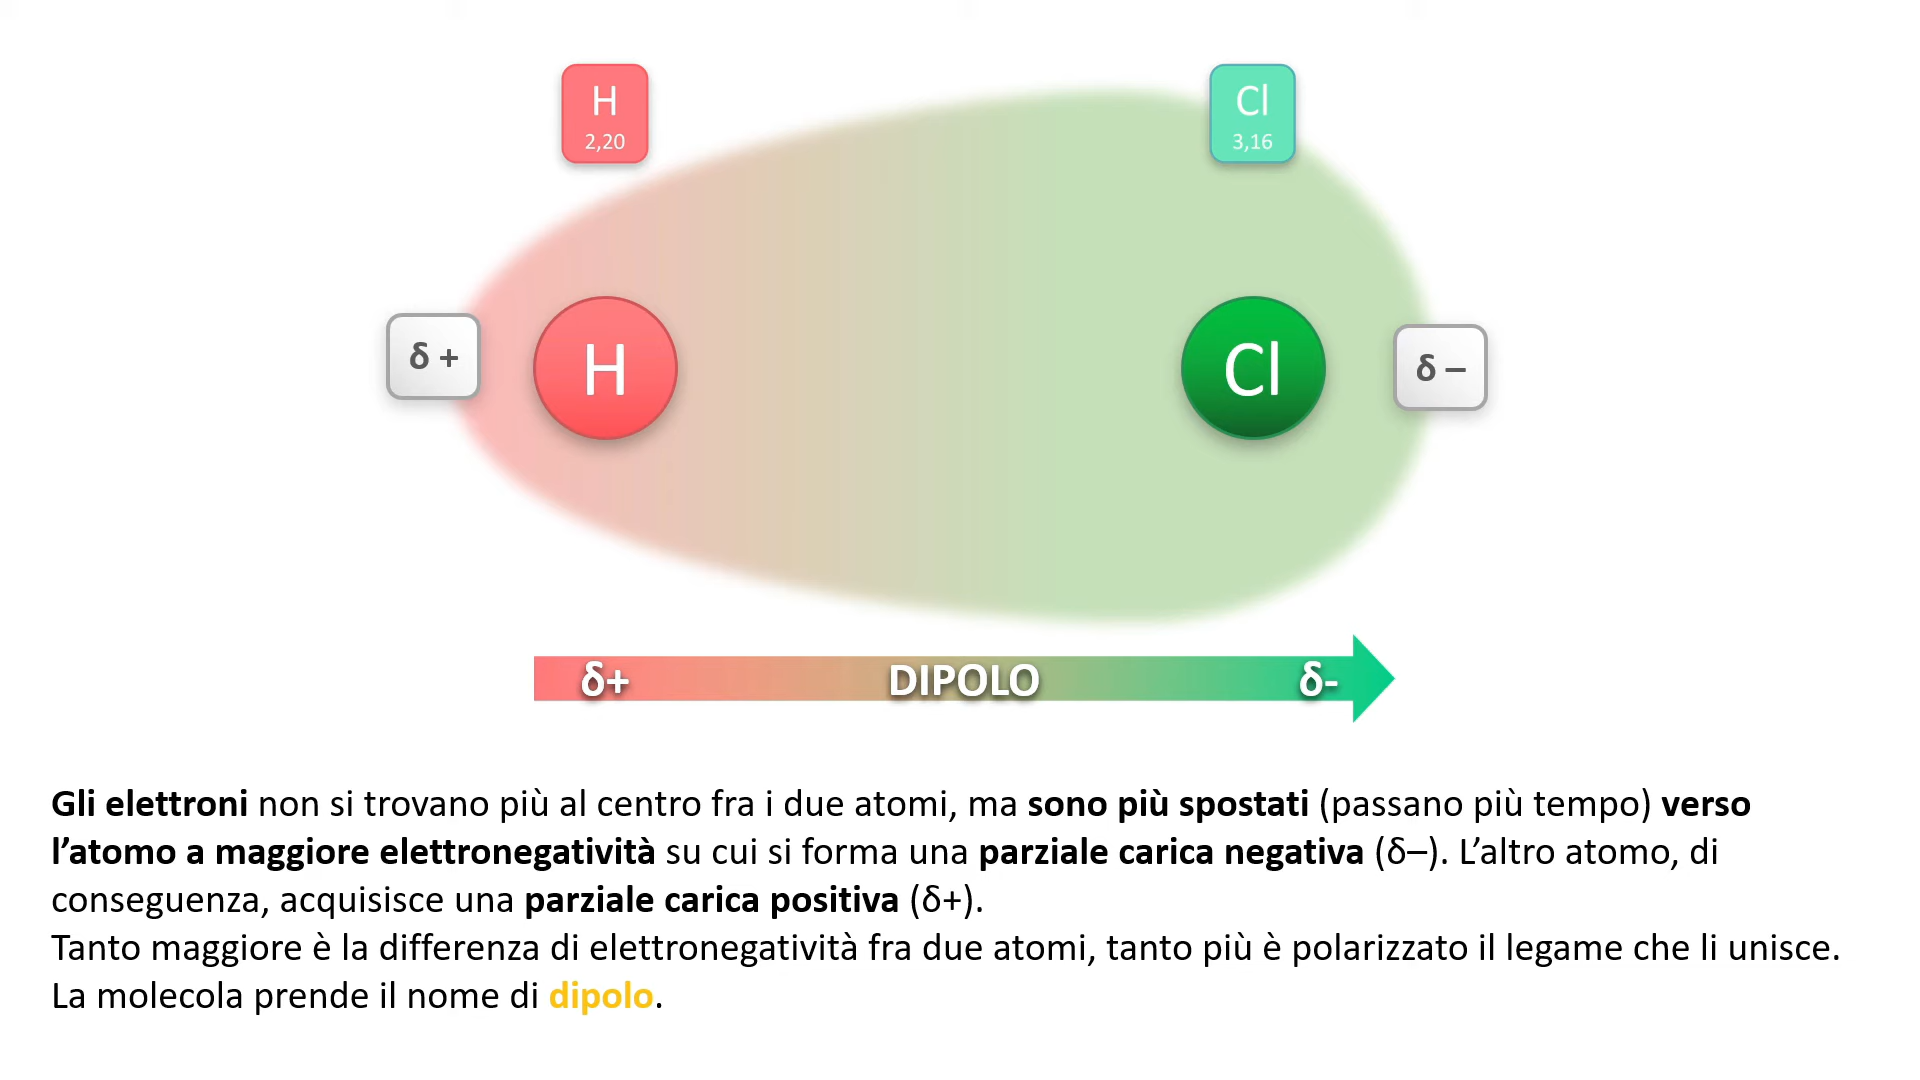 H
2,20
Cl
3,16
δ +
H
Cl
δ –
δ+ DIPOLO δ-
Gli elettroni non si trovano più al centro fra i due atomi, ma sono più spostati (passano più tempo) verso
l’atomo a maggiore elettronegatività su cui si forma una parziale carica negativa (δ–). L’altro atomo, di
conseguenza, acquisisce una parziale carica positiva (δ+).
Tanto maggiore è la differenza di elettronegatività fra due atomi, tanto più è polarizzato il legame che li unisce.
La molecola prende il nome di dipolo.